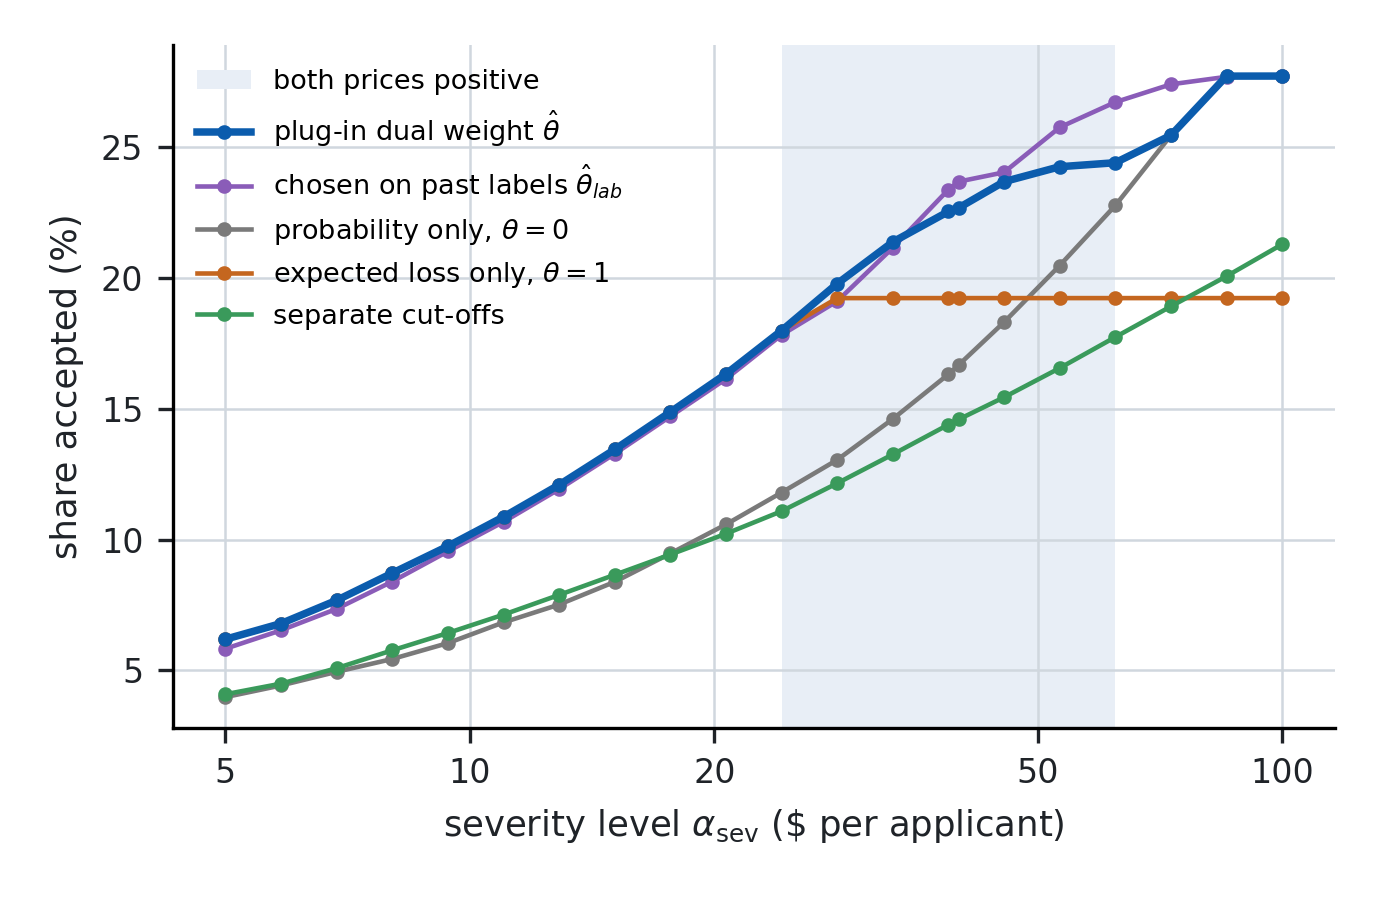 both prices positive
plug-in dual weight θ̂
chosen on past labels θ̂_lab
probability only, θ = 0
expected loss only, θ = 1
separate cut-offs
share accepted (%)
25
20
15
10
5
5 10 20 50 100
severity level α_sev ($ per applicant)